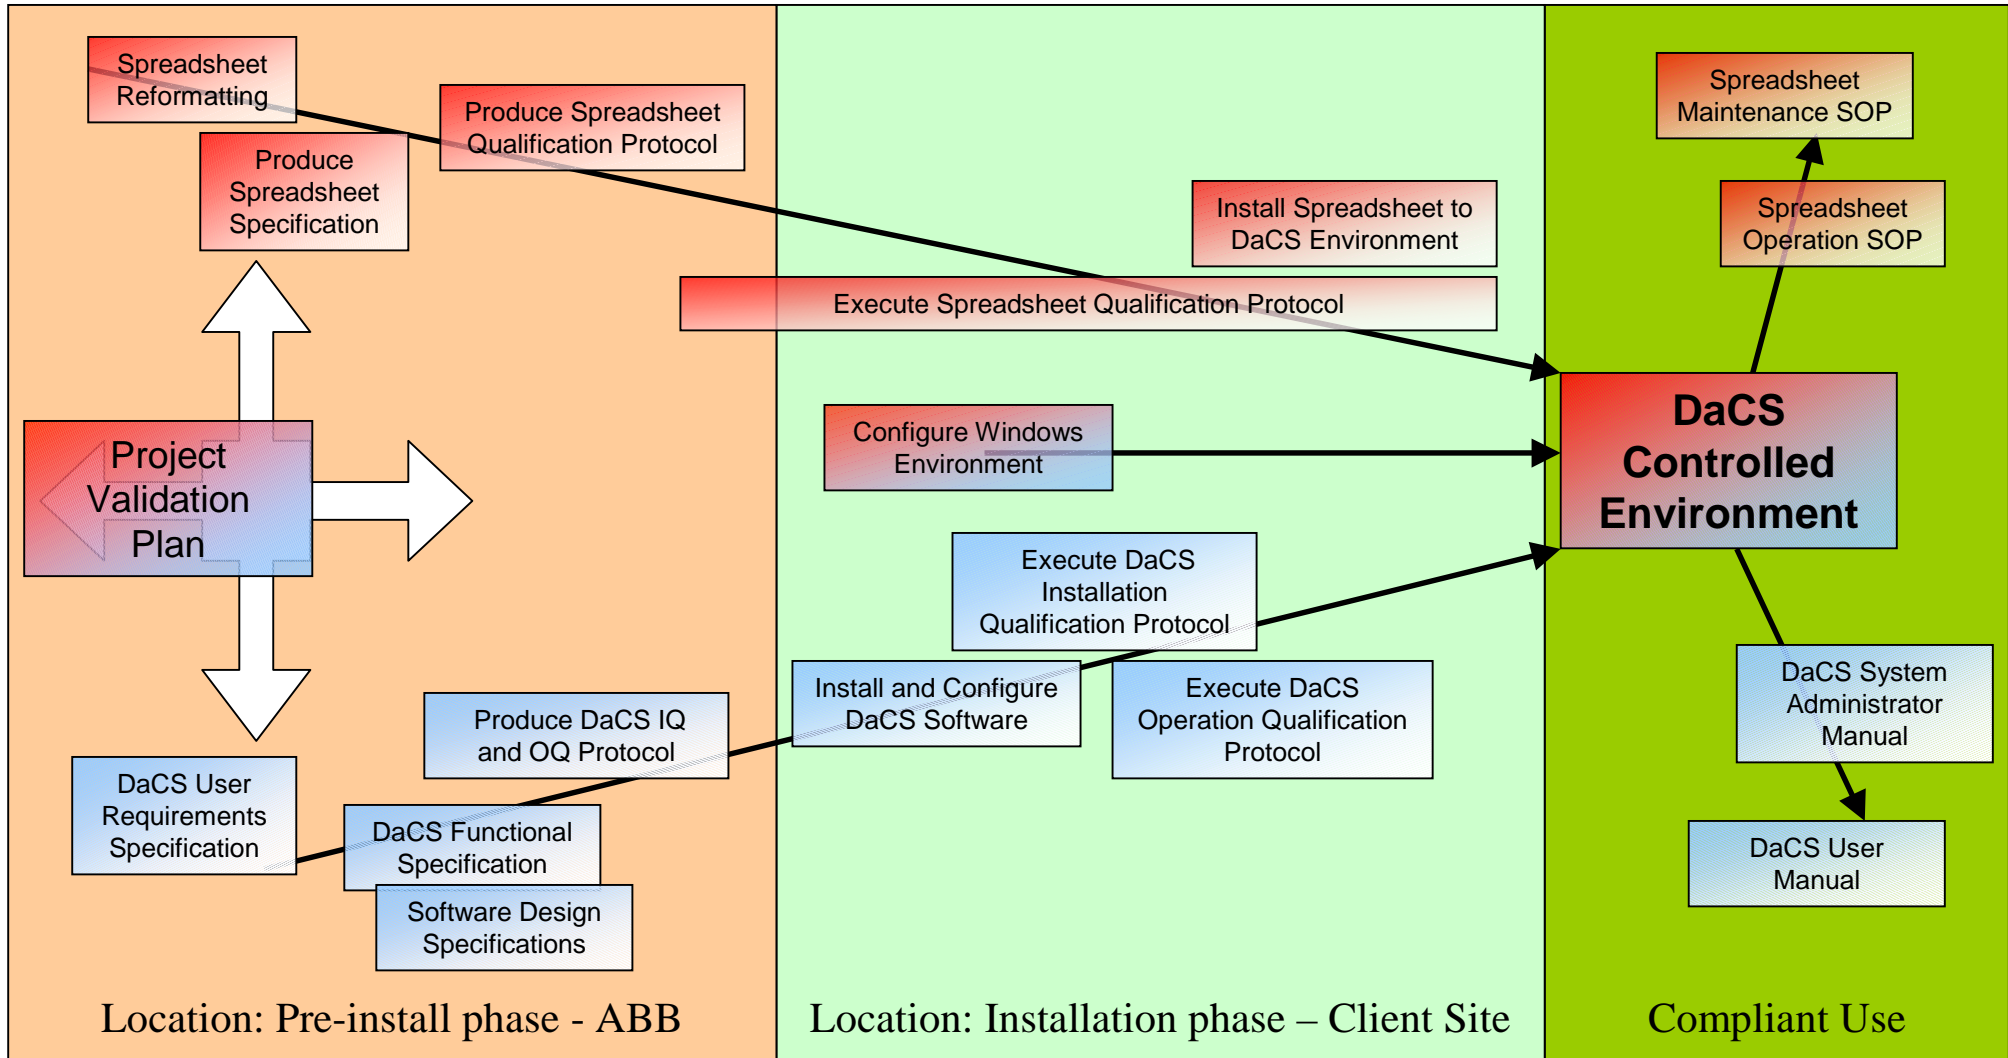 Spreadsheet
Reformatting
Produce
Spreadsheet
Specification
Produce Spreadsheet
Qualification Protocol
Install Spreadsheet to
DaCS Environment
Execute Spreadsheet Qualification Protocol
Project
Validation
Plan
Configure Windows
Environment
DaCS User
Requirements
Specification
DaCS Functional
Specification
Software Design
Specifications
Produce DaCS IQ
and OQ Protocol
Install and Configure
DaCS Software
Execute DaCS
Installation
Qualification Protocol
Execute DaCS
Operation Qualification
Protocol
Spreadsheet
Maintenance SOP
Spreadsheet
Operation SOP
DaCS
Controlled
Environment
DaCS System
Administrator
Manual
DaCS User
Manual
Location: Pre-install phase - ABB
Location: Installation phase – Client Site
Compliant Use